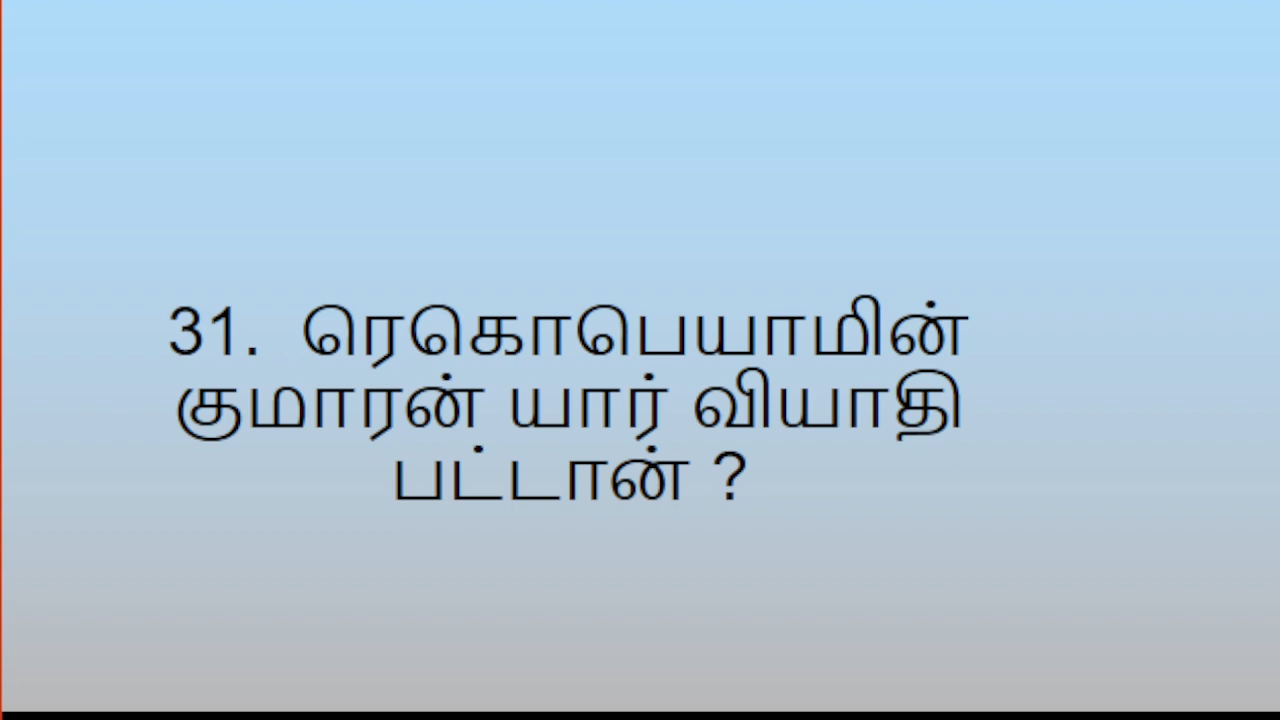 31. ரெகொபெயாமின்
குமாரன் யார் வியாதி
பட்டான் ?